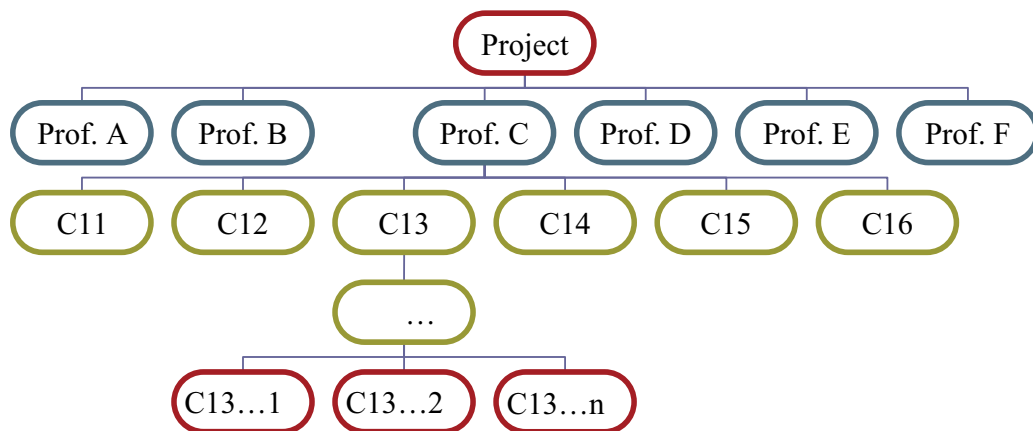 Project
Prof. A
Prof. B
Prof. C
Prof. D
Prof. E
Prof. F
C11
C12
C13
C14
C15
C16
…
C13…1
C13…2
C13…n